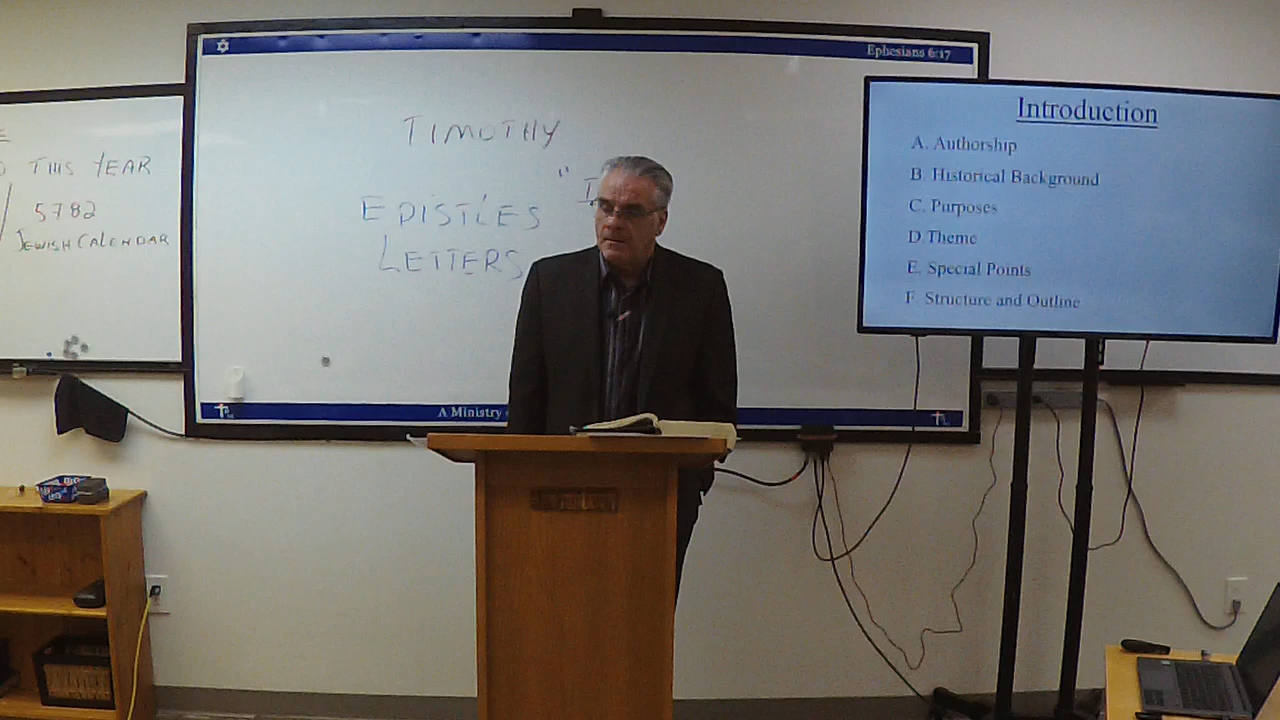 THIS YEAR
5782
JEWISH CALENDAR
Ephesians 6:17
TIMOTHY
EPISTLES
LETTERS
A Ministry
Introduction
A. Authorship
B Historical Background
C. Purposes
D Theme
E. Special Points
F Structure and Outline